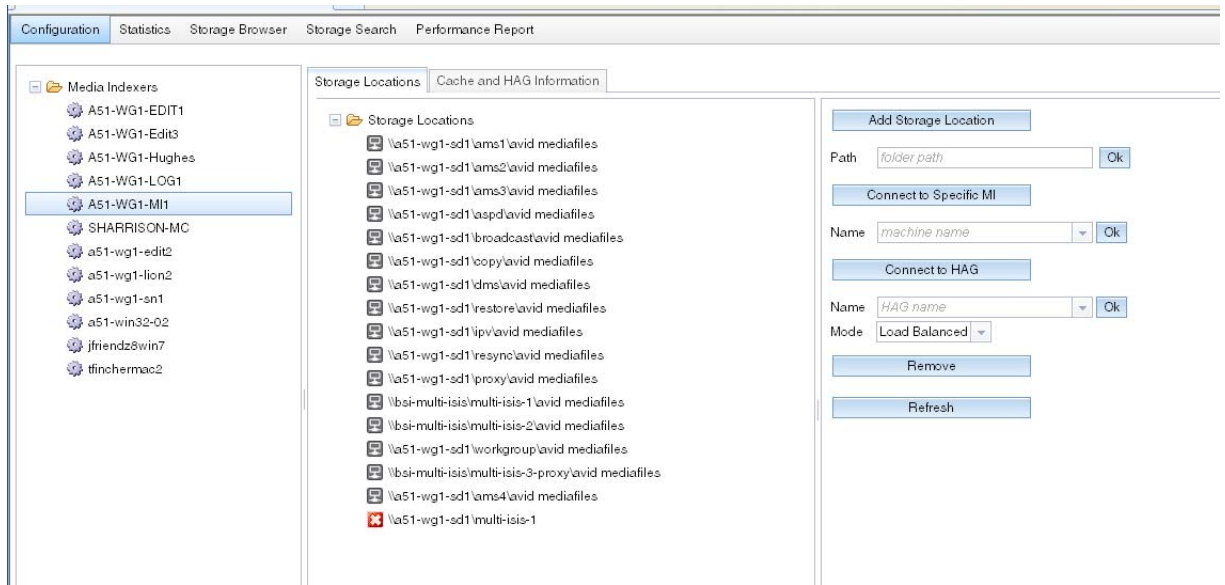 Configuration Statistics Storage Browser Storage Search Performance Report
Media Indexers
A51-WG1-EDIT1
A51-WG1-Edit3
A51-WG1-Hughes
A51-WG1-LOG1
A51-WG1-MI1
SHARRISON-MC
a51-wg1-edit2
a51-wg1-lion2
a51-wg1-sn1
a51-win32-02
jfriendz8win7
tfinchermac2
Storage Locations Cache and HAG Information
Storage Locations
\\a51-wg1-sd1\ams1\avid mediafiles
\\a51-wg1-sd1\ams2\avid mediafiles
\\a51-wg1-sd1\ams3\avid mediafiles
\\a51-wg1-sd1\aspd\avid mediafiles
\\a51-wg1-sd1\broadcast\avid mediafiles
\\a51-wg1-sd1\copy\avid mediafiles
\\a51-wg1-sd1\dms\avid mediafiles
\\a51-wg1-sd1\restore\avid mediafiles
\\a51-wg1-sd1\ipv\avid mediafiles
\\a51-wg1-sd1\resync\avid mediafiles
\\a51-wg1-sd1\proxy\avid mediafiles
\\bsi-multi-isis\multi-isis-1\avid mediafiles
\\bsi-multi-isis\multi-isis-2\avid mediafiles
\\a51-wg1-sd1\workgroup\avid mediafiles
\\bsi-multi-isis\multi-isis-3-proxy\avid mediafiles
\\a51-wg1-sd1\ams4\avid mediafiles
\\a51-wg1-sd1\multi-isis-1
Add Storage Location
Path folder path Ok
Connect to Specific MI
Name machine name Ok
Connect to HAG
Name HAG name Ok
Mode Load Balanced
Remove
Refresh